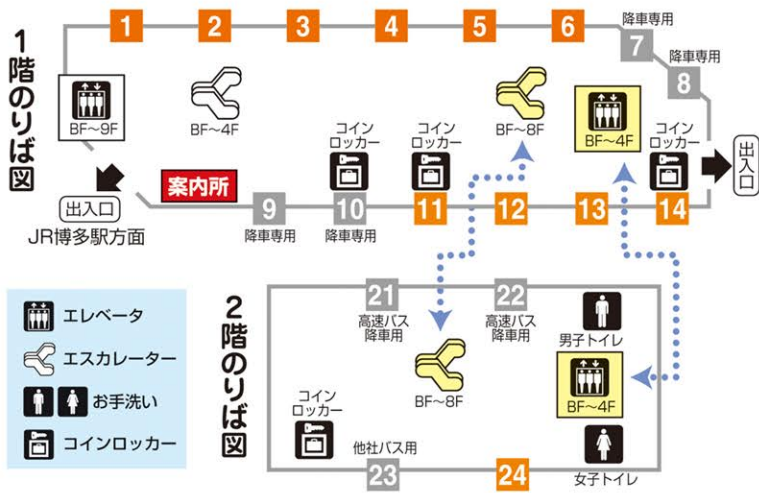 1階のりば図
1
2
3
4
5
6
降車専用
7
降車専用
8
BF〜9F
BF〜4F
BF〜8F
BF〜4F
コイン
ロッカー
コイン
ロッカー
コイン
ロッカー
出入口
出入口
JR博多駅方面
案内所
9
降車専用
10
降車専用
11
12
13
14
2階のりば図
21
高速バス
降車用
22
高速バス
降車用
男子トイレ
BF〜8F
BF〜4F
コイン
ロッカー
他社バス用
23
24
女子トイレ
エレベータ
エスカレーター
お手洗い
コインロッカー